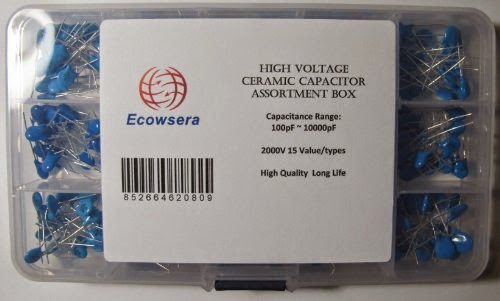 Ecowsera
852664620809
HIGH VOLTAGE
CERAMIC CAPACITOR
ASSORTMENT BOX
Capacitance Range:
100pF ~ 10000pF
2000V 15 Value/types
High Quality Long Life